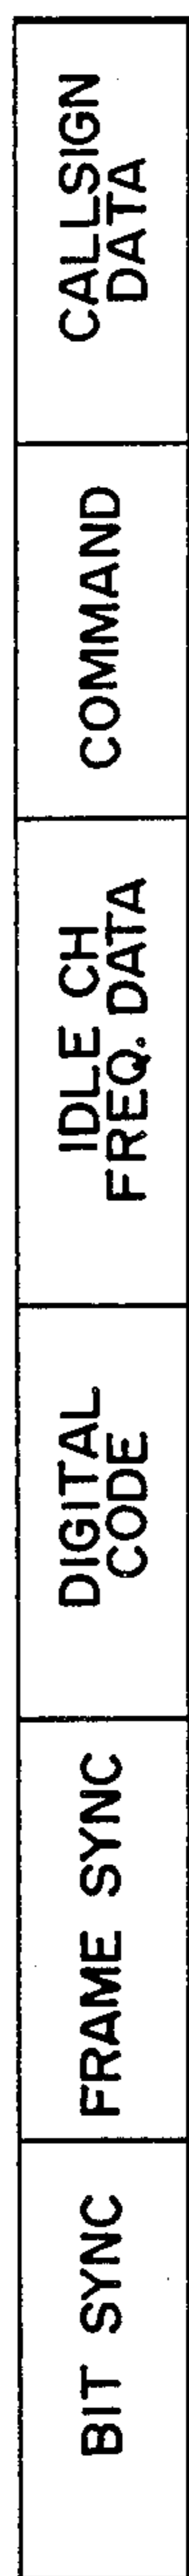 BIT SYNC
FRAME SYNC
DIGITAL
CODE
IDLE CH
FREQ. DATA
COMMAND
CALLSIGN
DATA